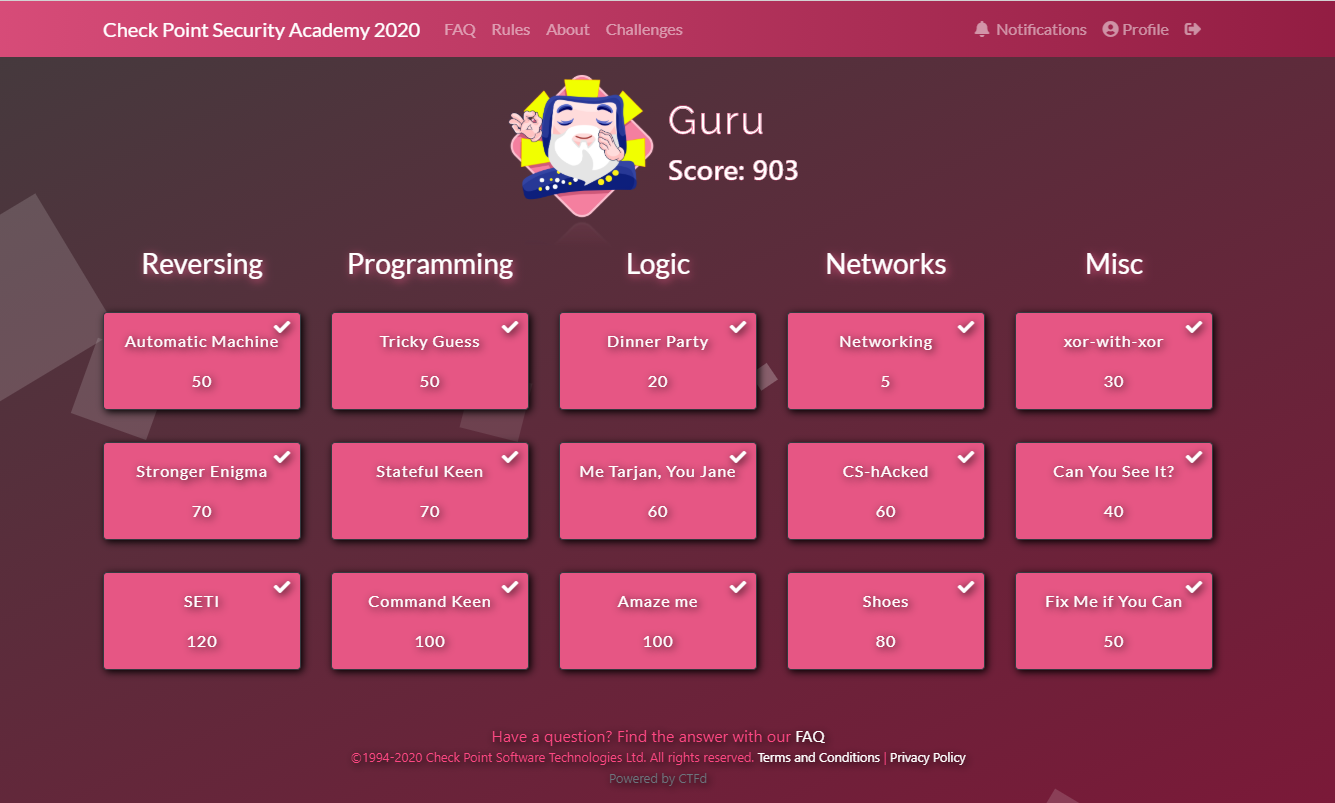 Check Point Security Academy 2020 FAQ Rules About Challenges Notifications Profile
Guru
Score: 903
Reversing Programming Logic Networks Misc
Automatic Machine Tricky Guess Dinner Party Networking xor-with-xor
50 50 20 5 30
Stronger Enigma Stateful Keen Me Tarjan, You Jane CS-hAcked Can You See It?
70 70 60 60 40
SETI Command Keen Amaze me Shoes Fix Me if You Can
120 100 100 80 50
Have a question? Find the answer with our FAQ
©1994-2020 Check Point Software Technologies Ltd. All rights reserved. Terms and Conditions | Privacy Policy
Powered by CTFd